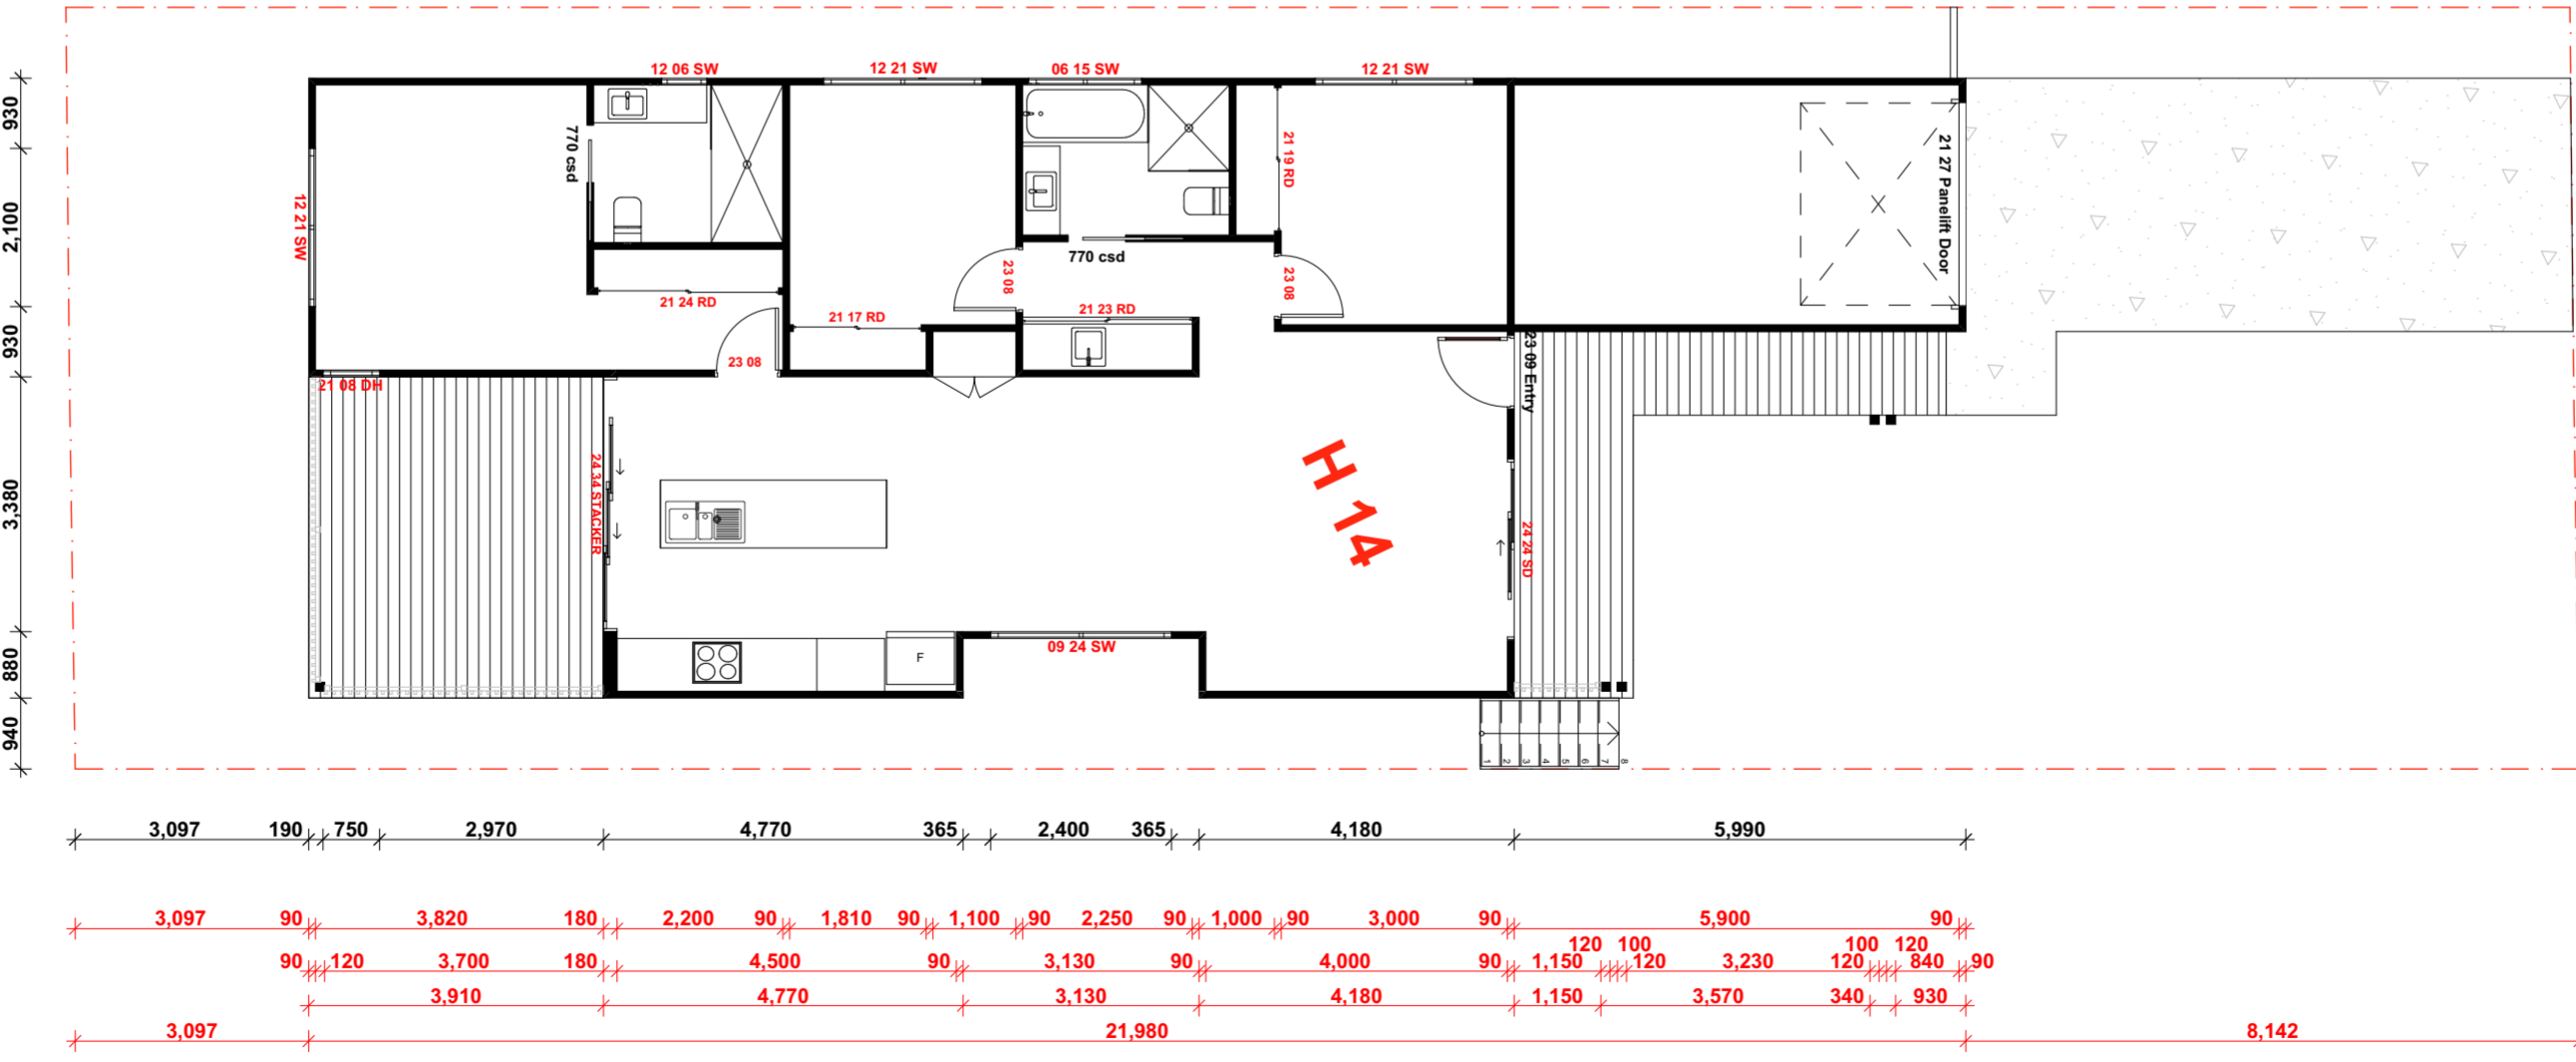 12 06 SW
12 21 SW
06 15 SW
12 21 SW
770 csd
21 19 RD
21 27 Panelift Door
12 21 SW
770 csd
23 08
23 08
21 24 RD
21 17 RD
21 23 RD
23 08
21 08 DH
23 09 Entry
24 34 STACKER
H 14
24 24 SD
09 24 SW
F
1 2 3 4 5 6 7 8
930
2,100
930
3,380
880
940
3,097 190 750 2,970 4,770 365 2,400 365 4,180 5,990
3,097 90 3,820 180 2,200 90 1,810 90 1,100 90 2,250 90 1,000 90 3,000 90 5,900 90
120 100 100 120
90 120 3,700 180 4,500 90 3,130 90 4,000 90 1,150 120 3,230 120 840 90
3,910 4,770 3,130 4,180 1,150 3,570 340 930
3,097 21,980 8,142